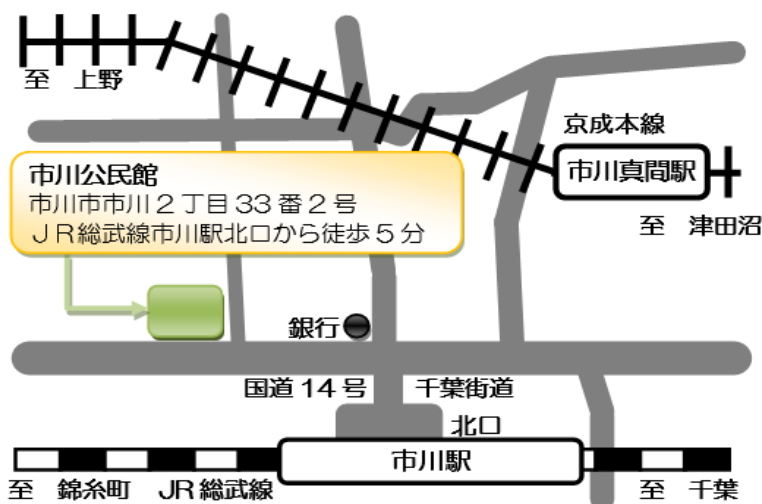 至 上野
京成本線
市川真間駅
至 津田沼
市川公民館
市川市市川2丁目33番2号
JR総武線市川駅北口から徒歩5分
銀行
国道14号 千葉街道
北口
市川駅
至 錦糸町 JR総武線
至 千葉